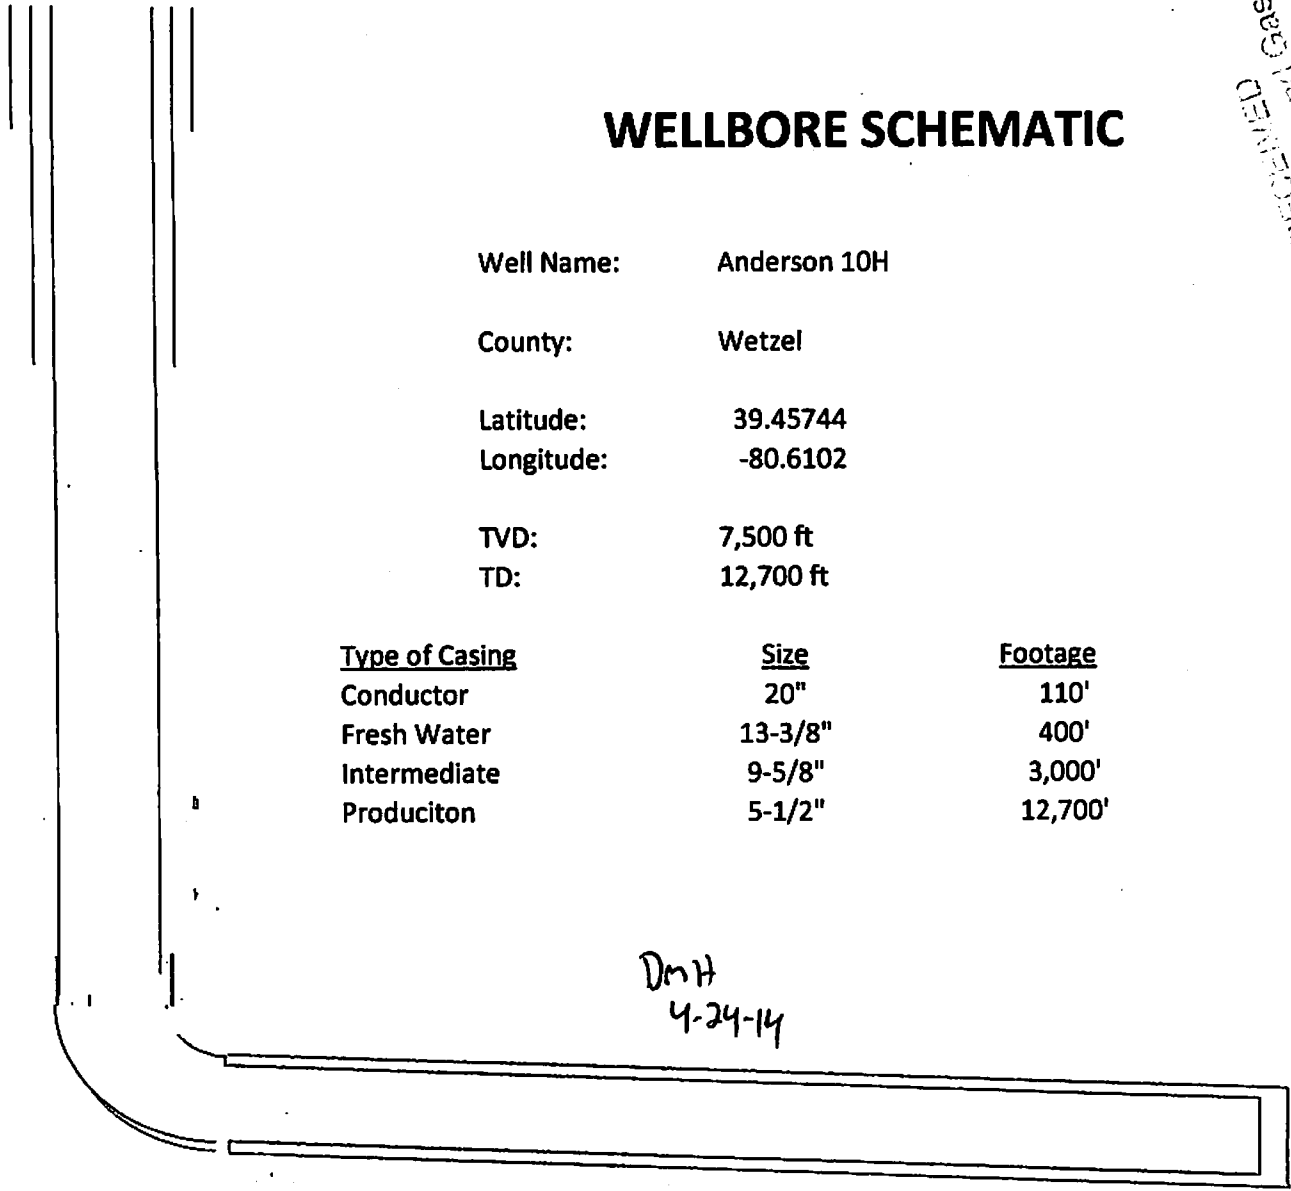 WELLBORE SCHEMATIC
Well Name: Anderson 10H
County: Wetzel
Latitude: 39.45744
Longitude: -80.6102
TVD: 7,500 ft
TD: 12,700 ft
Type of Casing Size Footage
Conductor 20" 110'
Fresh Water 13-3/8" 400'
Intermediate 9-5/8" 3,000'
Produciton 5-1/2" 12,700'
DmH
4-24-14